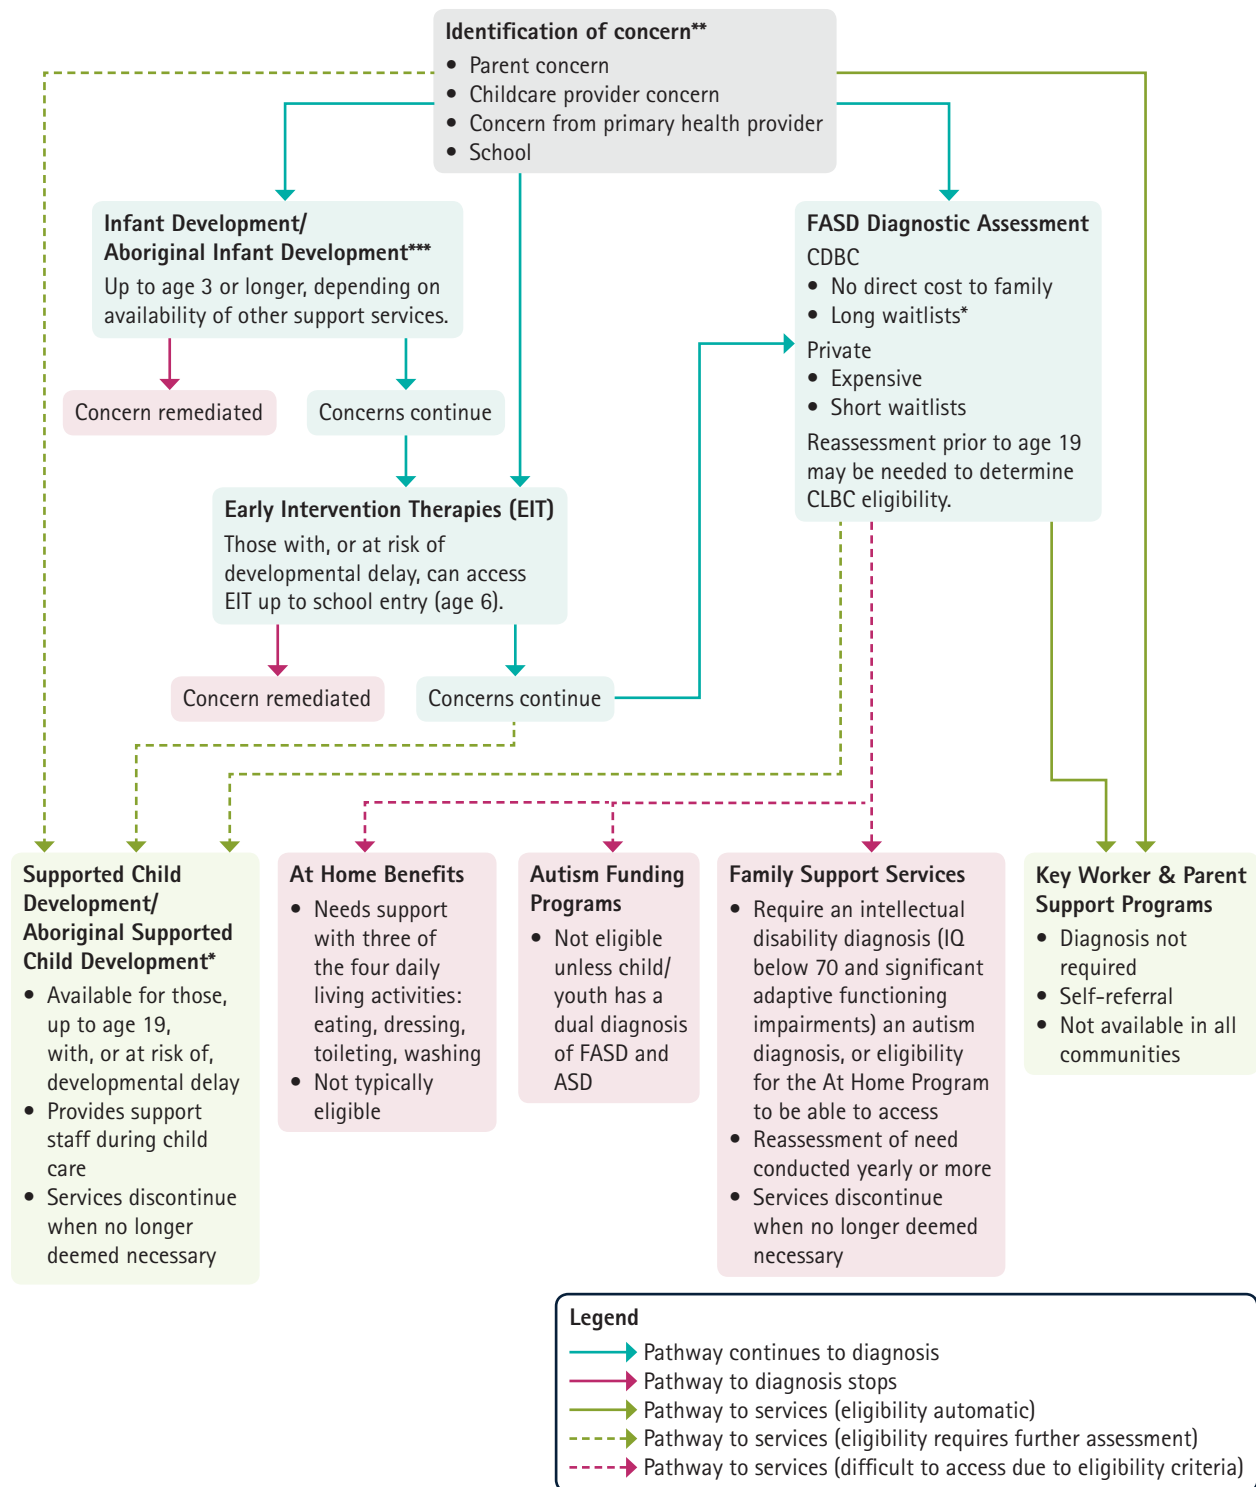 Identification of concern**
• Parent concern
• Childcare provider concern
• Concern from primary health provider
• School
Infant Development/
Aboriginal Infant Development***
Up to age 3 or longer, depending on
availability of other support services.
FASD Diagnostic Assessment
CDBC
• No direct cost to family
• Long waitlists*
Private
• Expensive
• Short waitlists
Reassessment prior to age 19
may be needed to determine
CLBC eligibility.
Concern remediated
Concerns continue
Early Intervention Therapies (EIT)
Those with, or at risk of
developmental delay, can access
EIT up to school entry (age 6).
Concern remediated
Concerns continue
Supported Child
Development/
Aboriginal Supported
Child Development*
• Available for those,
up to age 19,
with, or at risk of,
developmental delay
• Provides support
staff during child
care
• Services discontinue
when no longer
deemed necessary
At Home Benefits
• Needs support
with three of
the four daily
living activities:
eating, dressing,
toileting, washing
• Not typically
eligible
Autism Funding
Programs
• Not eligible
unless child/
youth has a
dual diagnosis
of FASD and
ASD
Family Support Services
• Require an intellectual
disability diagnosis (IQ
below 70 and significant
adaptive functioning
impairments) an autism
diagnosis, or eligibility
for the At Home Program
to be able to access
• Reassessment of need
conducted yearly or more
• Services discontinue
when no longer deemed
necessary
Key Worker & Parent
Support Programs
• Diagnosis not
required
• Self-referral
• Not available in all
communities
Legend
Pathway continues to diagnosis
Pathway to diagnosis stops
Pathway to services (eligibility automatic)
Pathway to services (eligibility requires further assessment)
Pathway to services (difficult to access due to eligibility criteria)